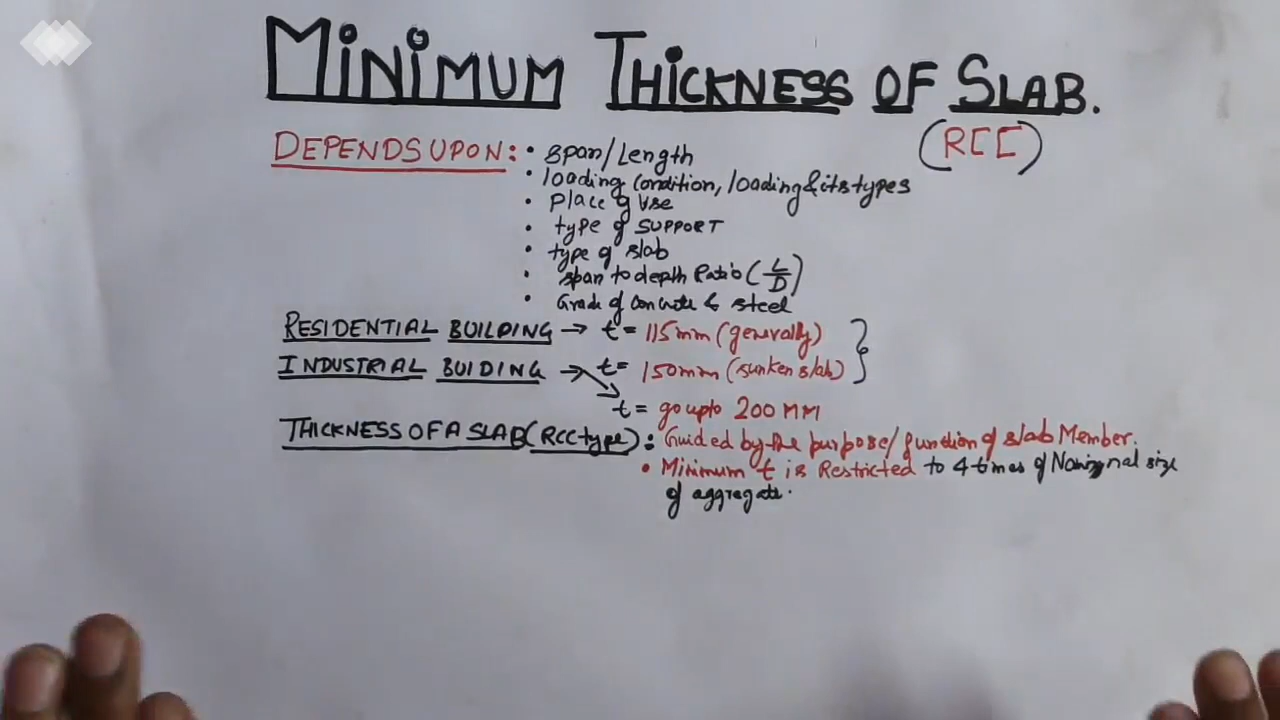 MINIMUM THICKNESS OF SLAB.
(RCC)
DEPENDS UPON: • span/Length
• loading Condition, loading & its types
• Place of Use
• type of SUPPORT
• type of slab
• span to depth Ratio (L/D)
• Grade of concrete & steel
RESIDENTIAL BUILDING → t = 115mm (generally)
INDUSTRIAL BUIDING → t = 150mm (sunken slab)
t = go upto 200 MM
THICKNESS OF A SLAB (RCC type): Guided by the purpose/function of slab Member.
• Minimum t is Restricted to 4 times of size
of aggregate.